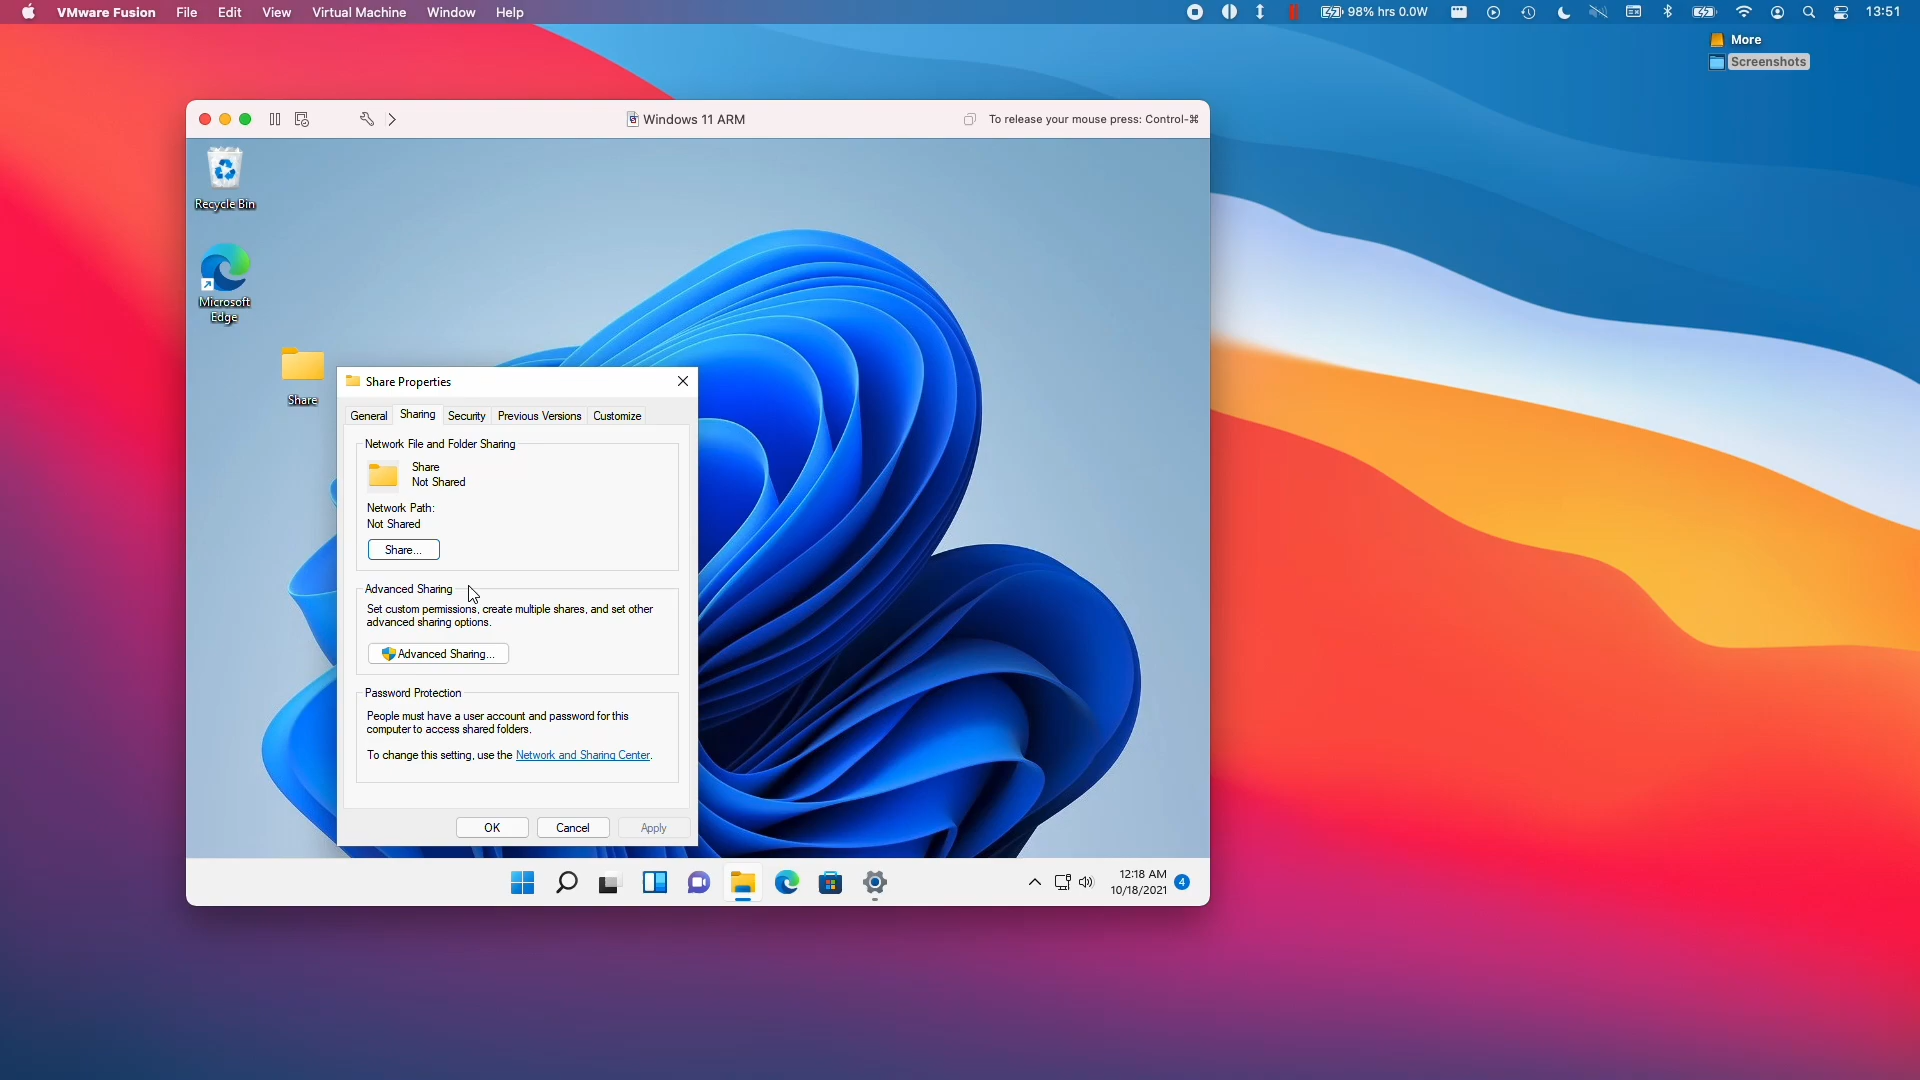 VMware Fusion File Edit View Virtual Machine Window Help
98% hrs 0.0W
13:51
More
Screenshots
Windows 11 ARM
To release your mouse press: Control-⌘
Recycle Bin
Microsoft
Edge
Share
Share Properties
General Sharing Security Previous Versions Customize
Network File and Folder Sharing
Share
Not Shared
Network Path:
Not Shared
Share...
Advanced Sharing
Set custom permissions, create multiple shares, and set other
advanced sharing options.
Advanced Sharing...
Password Protection
People must have a user account and password for this
computer to access shared folders.
To change this setting, use the Network and Sharing Center.
OK Cancel Apply
12:18 AM
10/18/2021
4